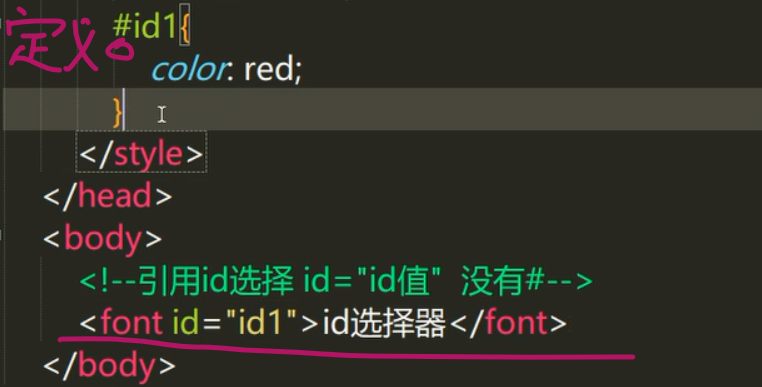 定义。
#id1{
color: red;
}
</style>
</head>
<body>
<!--引用id选择 id="id值" 没有#-->
<font id="id1">id选择器</font>
</body>